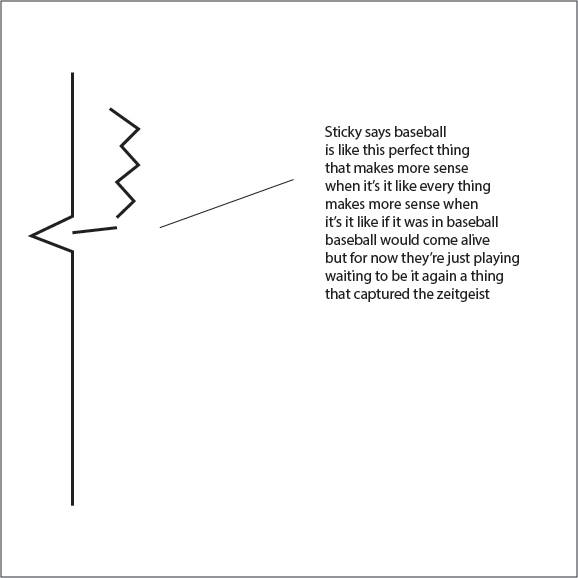 Sticky says baseball
is like this perfect thing
that makes more sense
when it’s it like every thing
makes more sense when
it’s it like if it was in baseball
baseball would come alive
but for now they’re just playing
waiting to be it again a thing
that captured the zeitgeist